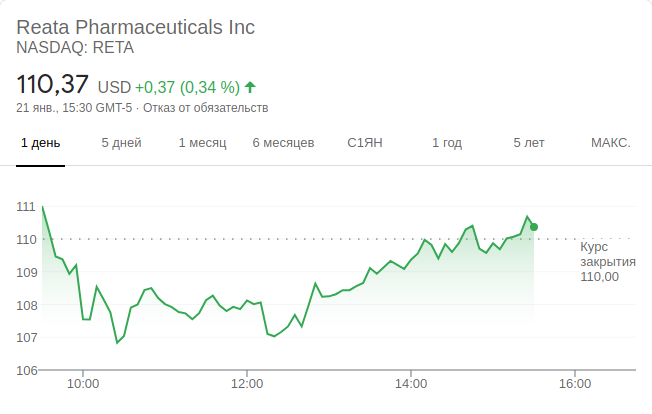 Reata Pharmaceuticals Inc
NASDAQ: RETA
110,37 USD +0,37 (0,34 %)
21 янв., 15:30 GMT-5 · Отказ от обязательств
1 день 5 дней 1 месяц 6 месяцев С1ЯН 1 год 5 лет МАКС.
111
110
109
108
107
106
Курс
закрытия
110,00
10:00 12:00 14:00 16:00